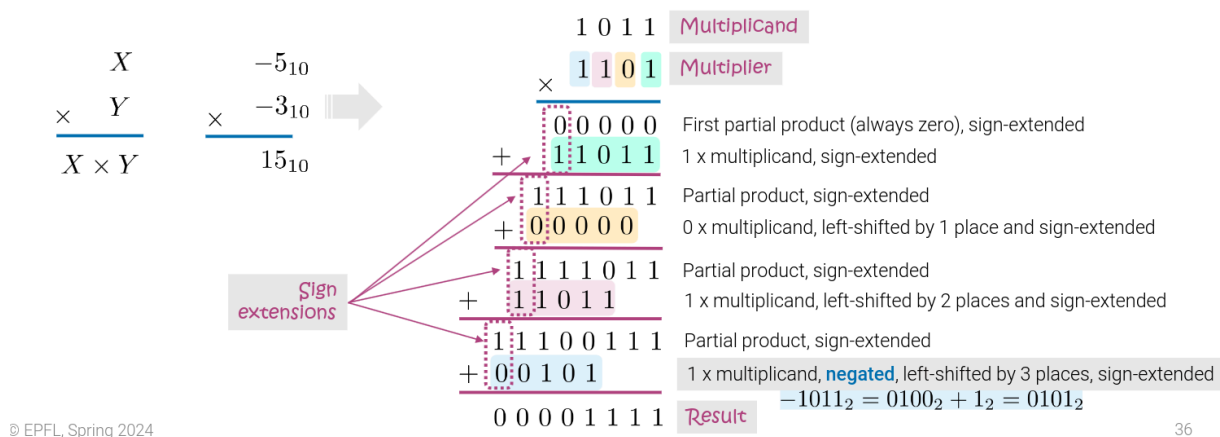 1 0 1 1 Multiplicand
X −5₁₀ 1 1 0 1 Multiplier
× Y × −3₁₀ ×
X × Y 15₁₀
0 0 0 0 0 First partial product (always zero), sign-extended
+ 1 1 0 1 1 1 x multiplicand, sign-extended
1 1 1 0 1 1 Partial product, sign-extended
+ 0 0 0 0 0 0 x multiplicand, left-shifted by 1 place and sign-extended
1 1 1 1 0 1 1 Partial product, sign-extended
Sign
extensions
+ 1 1 0 1 1 1 x multiplicand, left-shifted by 2 places and sign-extended
1 1 1 0 0 1 1 1 Partial product, sign-extended
+ 0 0 1 0 1 1 x multiplicand, negated, left-shifted by 3 places, sign-extended
−1011₂ = 0100₂ + 1₂ = 0101₂
0 0 0 0 1 1 1 1 Result
© EPFL, Spring 2024
36